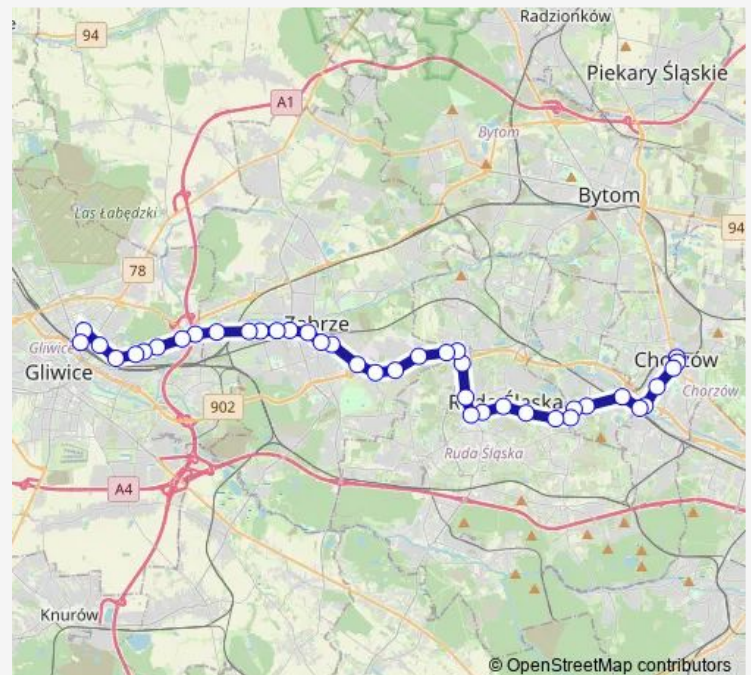 94
Radzionków
Piekary Śląskie
A1
Bytom
Las Łabędzki
Bytom
94
78
Zabrze
Gliwice
Gliwice
Chorzów
Chorzów
902
Ruda Śląska
Ruda Śląska
A4
Knurów
© OpenStreetMap contributors